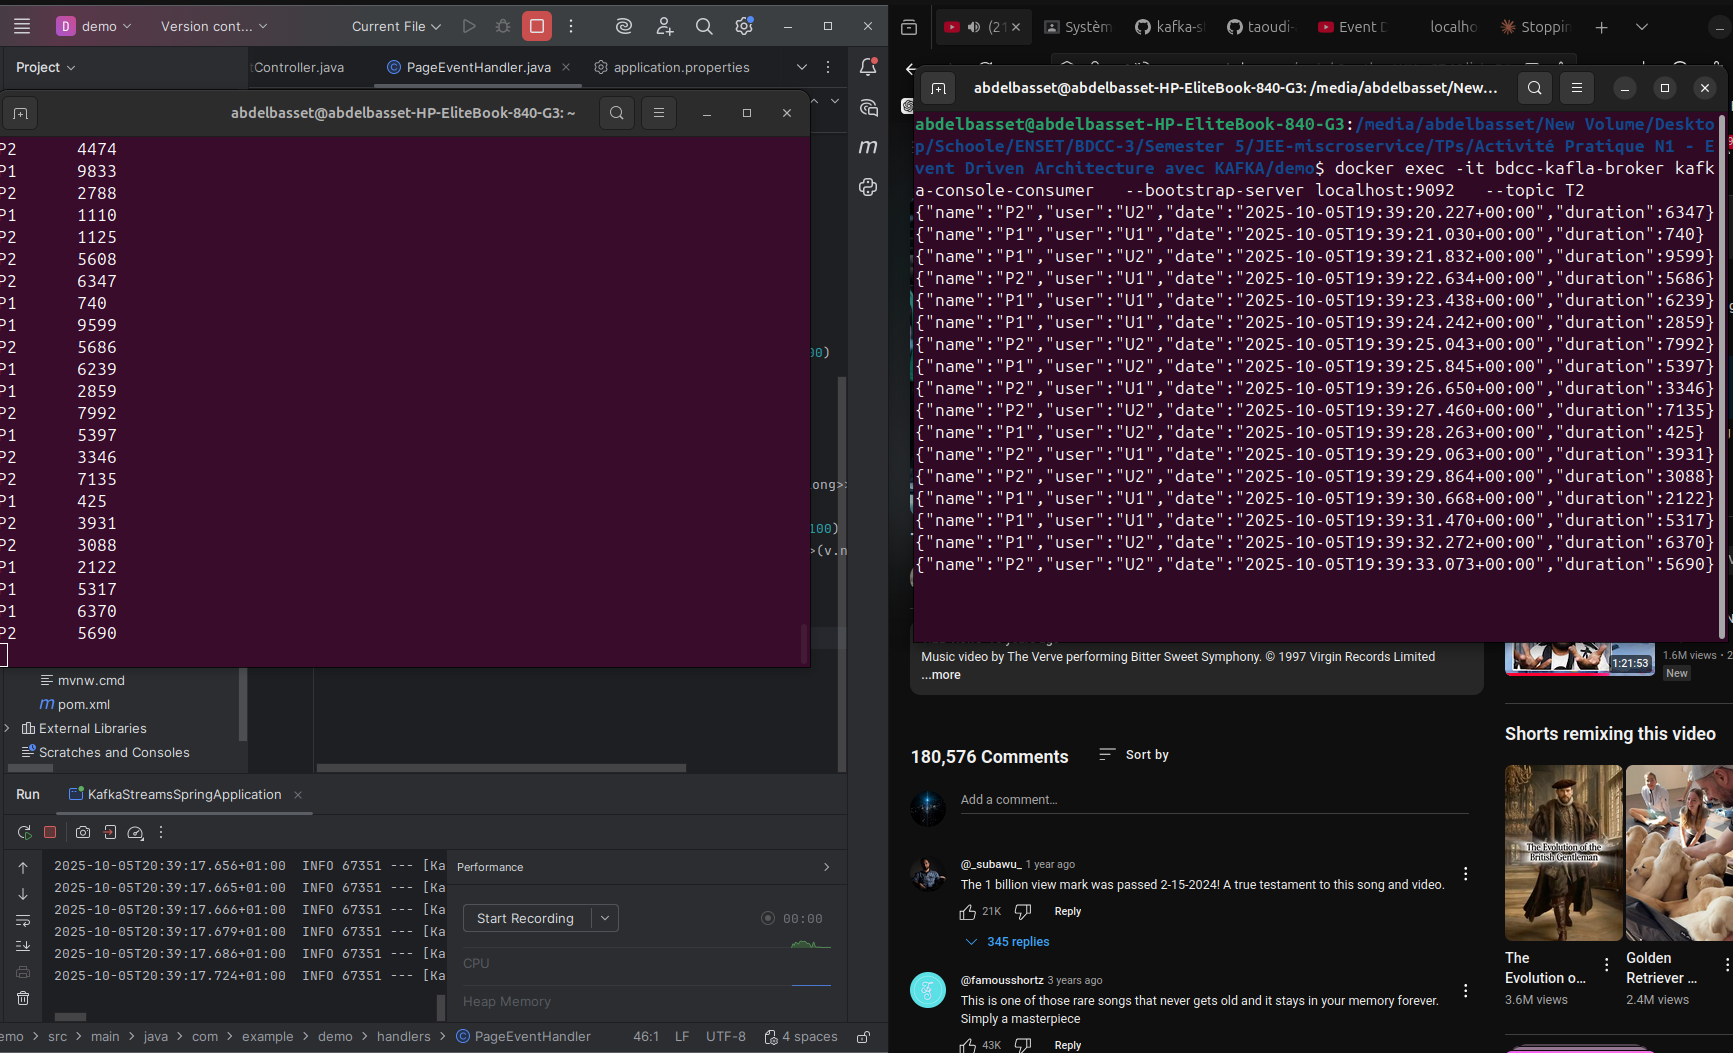 D demo
Version cont...
Current File
Project
tController.java
PageEventHandler.java
application.properties
abdelbasset@abdelbasset-HP-EliteBook-840-G3: ~
P2 4474
P1 9833
P2 2788
P1 1110
P2 1125
P2 5608
P2 6347
P1 740
P1 9599
P2 5686
P1 6239
P1 2859
P2 7992
P1 5397
P2 3346
P2 7135
P1 425
P2 3931
P2 3088
P1 2122
P1 5317
P1 6370
P2 5690
00)
ong>>
100)
>(v.n
mvnw.cmd
pom.xml
External Libraries
Scratches and Consoles
Run
KafkaStreamsSpringApplication
2025-10-05T20:39:17.656+01:00 INFO 67351 --- [Ka
2025-10-05T20:39:17.665+01:00 INFO 67351 --- [Ka
2025-10-05T20:39:17.666+01:00 INFO 67351 --- [Ka
2025-10-05T20:39:17.679+01:00 INFO 67351 --- [Ka
2025-10-05T20:39:17.686+01:00 INFO 67351 --- [Ka
2025-10-05T20:39:17.724+01:00 INFO 67351 --- [Ka
Performance
Start Recording
00:00
CPU
Heap Memory
emo > src > main > java > com > example > demo > handlers > PageEventHandler
46:1 LF UTF-8 4 spaces
(21
Systèm
kafka-s
taoudi-
Event D
localho
Stoppin
abdelbasset@abdelbasset-HP-EliteBook-840-G3: /media/abdelbasset/New...
abdelbasset@abdelbasset-HP-EliteBook-840-G3:/media/abdelbasset/New Volume/Deskto
p/Schoole/ENSET/BDCC-3/Semester 5/JEE-miscroservice/TPs/Activité Pratique N1 - E
vent Driven Architecture avec KAFKA/demo$ docker exec -it bdcc-kafla-broker kafk
a-console-consumer --bootstrap-server localhost:9092 --topic T2
{"name":"P2","user":"U2","date":"2025-10-05T19:39:20.227+00:00","duration":6347}
{"name":"P1","user":"U1","date":"2025-10-05T19:39:21.030+00:00","duration":740}
{"name":"P1","user":"U2","date":"2025-10-05T19:39:21.832+00:00","duration":9599}
{"name":"P2","user":"U1","date":"2025-10-05T19:39:22.634+00:00","duration":5686}
{"name":"P1","user":"U1","date":"2025-10-05T19:39:23.438+00:00","duration":6239}
{"name":"P1","user":"U1","date":"2025-10-05T19:39:24.242+00:00","duration":2859}
{"name":"P2","user":"U2","date":"2025-10-05T19:39:25.043+00:00","duration":7992}
{"name":"P1","user":"U2","date":"2025-10-05T19:39:25.845+00:00","duration":5397}
{"name":"P2","user":"U1","date":"2025-10-05T19:39:26.650+00:00","duration":3346}
{"name":"P2","user":"U2","date":"2025-10-05T19:39:27.460+00:00","duration":7135}
{"name":"P1","user":"U2","date":"2025-10-05T19:39:28.263+00:00","duration":425}
{"name":"P2","user":"U1","date":"2025-10-05T19:39:29.063+00:00","duration":3931}
{"name":"P2","user":"U2","date":"2025-10-05T19:39:29.864+00:00","duration":3088}
{"name":"P1","user":"U1","date":"2025-10-05T19:39:30.668+00:00","duration":2122}
{"name":"P1","user":"U1","date":"2025-10-05T19:39:31.470+00:00","duration":5317}
{"name":"P1","user":"U2","date":"2025-10-05T19:39:32.272+00:00","duration":6370}
{"name":"P2","user":"U2","date":"2025-10-05T19:39:33.073+00:00","duration":5690}
Music video by The Verve performing Bitter Sweet Symphony. © 1997 Virgin Records Limited
...more
1:21:53
1.6M views • 2
New
180,576 Comments
Sort by
Add a comment...
@_subawu_ 1 year ago
The 1 billion view mark was passed 2-15-2024! A true testament to this song and video.
21K Reply
345 replies
@famousshortz 3 years ago
This is one of those rare songs that never gets old and it stays in your memory forever.
Simply a masterpiece
43K Reply
Shorts remixing this video
The Evolution of the
British Gentleman
The
Evolution o...
3.6M views
Golden
Retriever ...
2.4M views